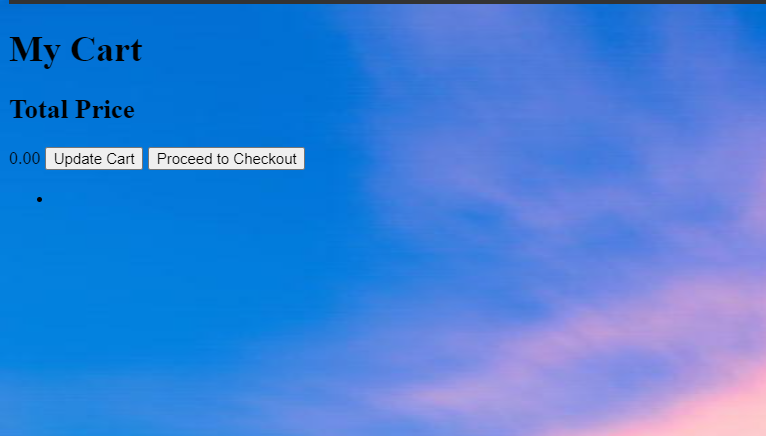 My Cart
Total Price
0.00 Update Cart Proceed to Checkout